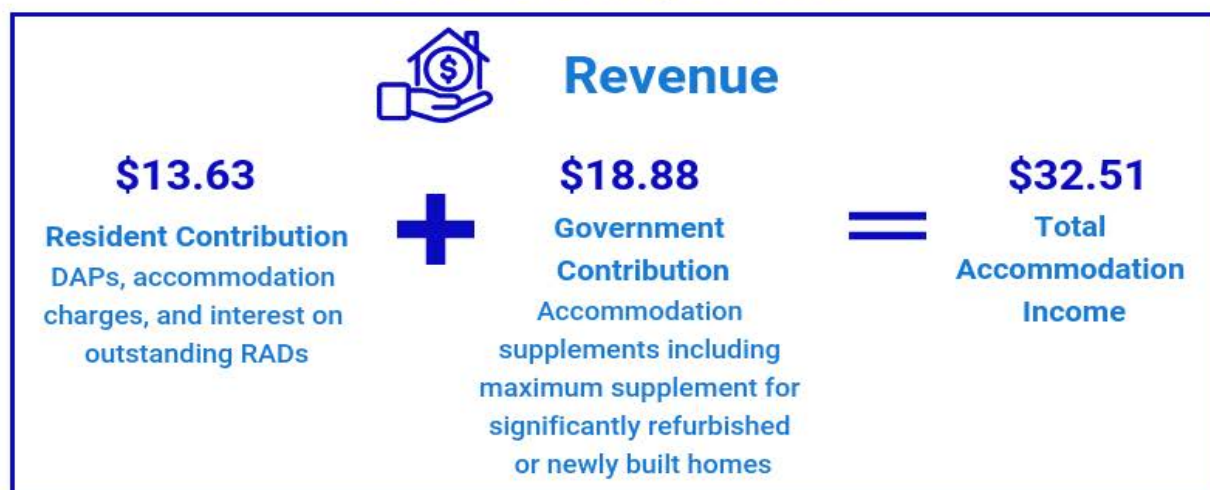 $
Revenue
$13.63
Resident Contribution
DAPs, accommodation
charges, and interest on
outstanding RADs
+
$18.88
Government
Contribution
Accommodation
supplements including
maximum supplement for
significantly refurbished
or newly built homes
=
$32.51
Total
Accommodation
Income